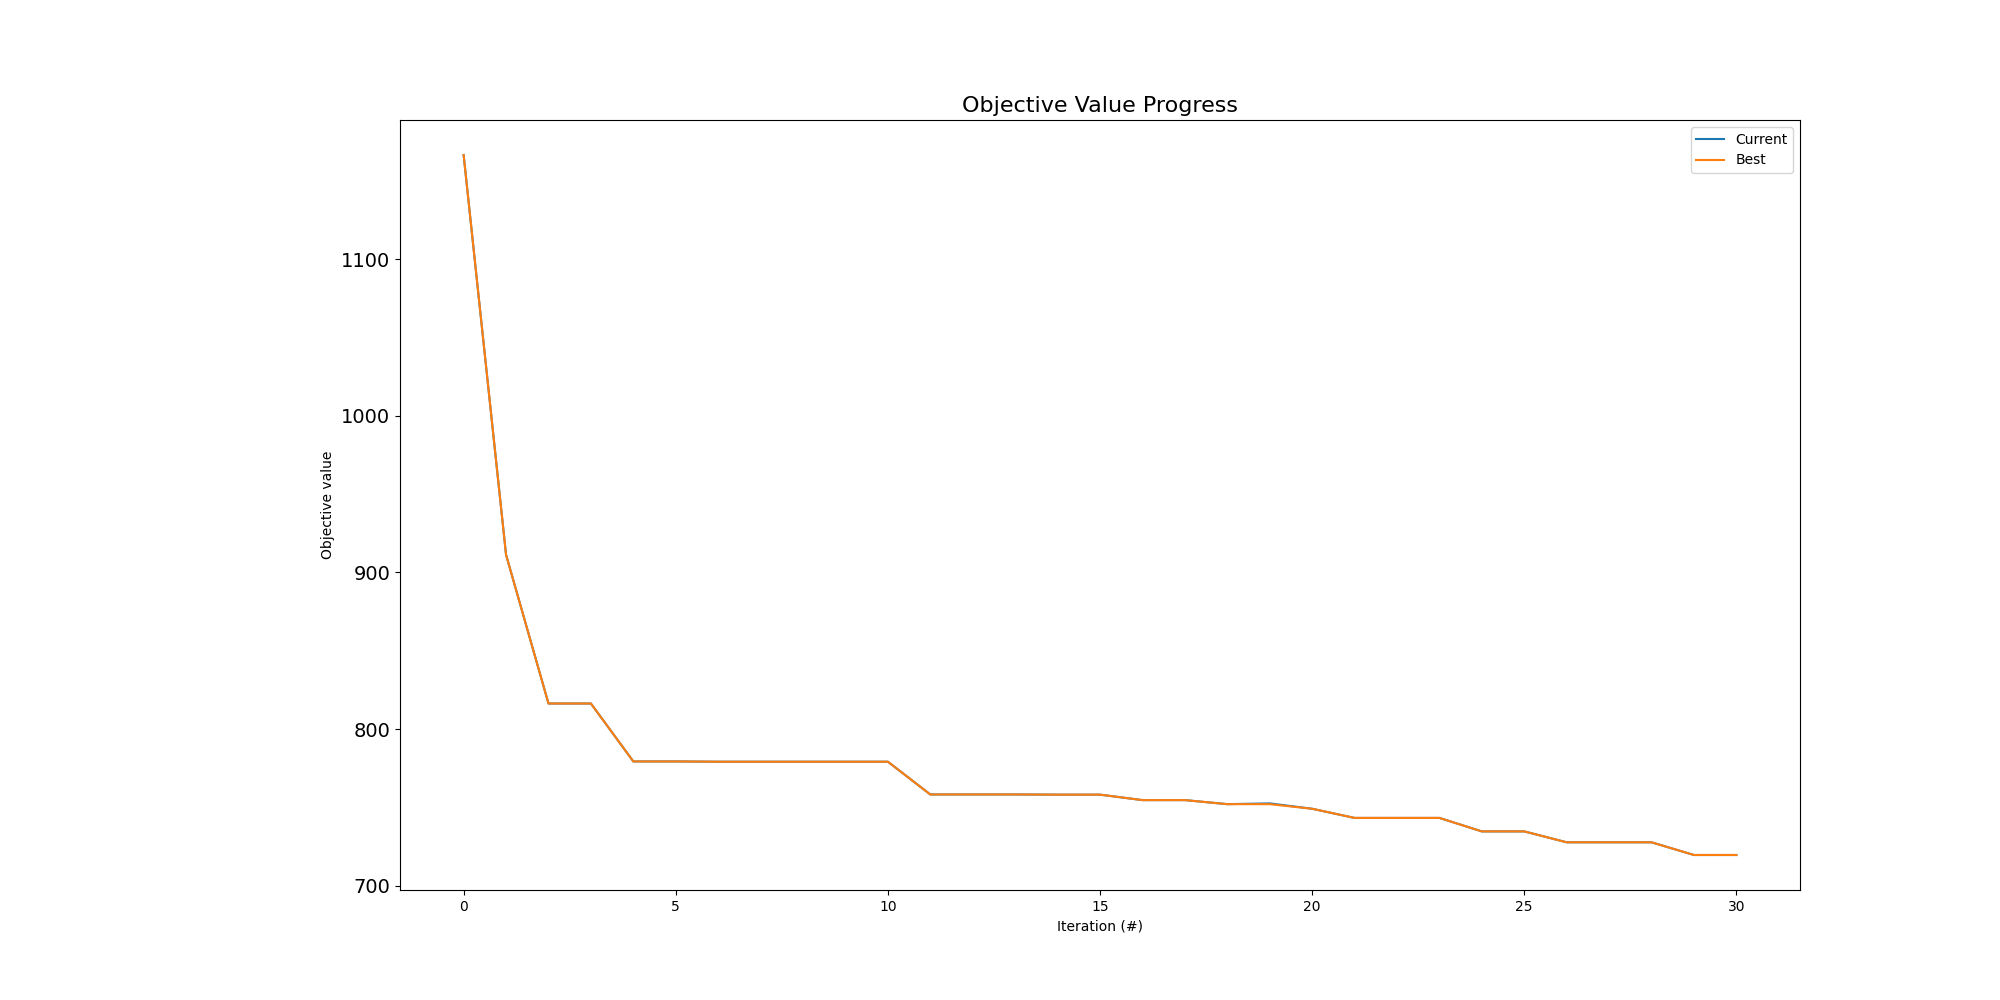 Objective Value Progress
Current
Best
1100
1000
900
800
700
Objective value
0 5 10 15 20 25 30
Iteration (#)